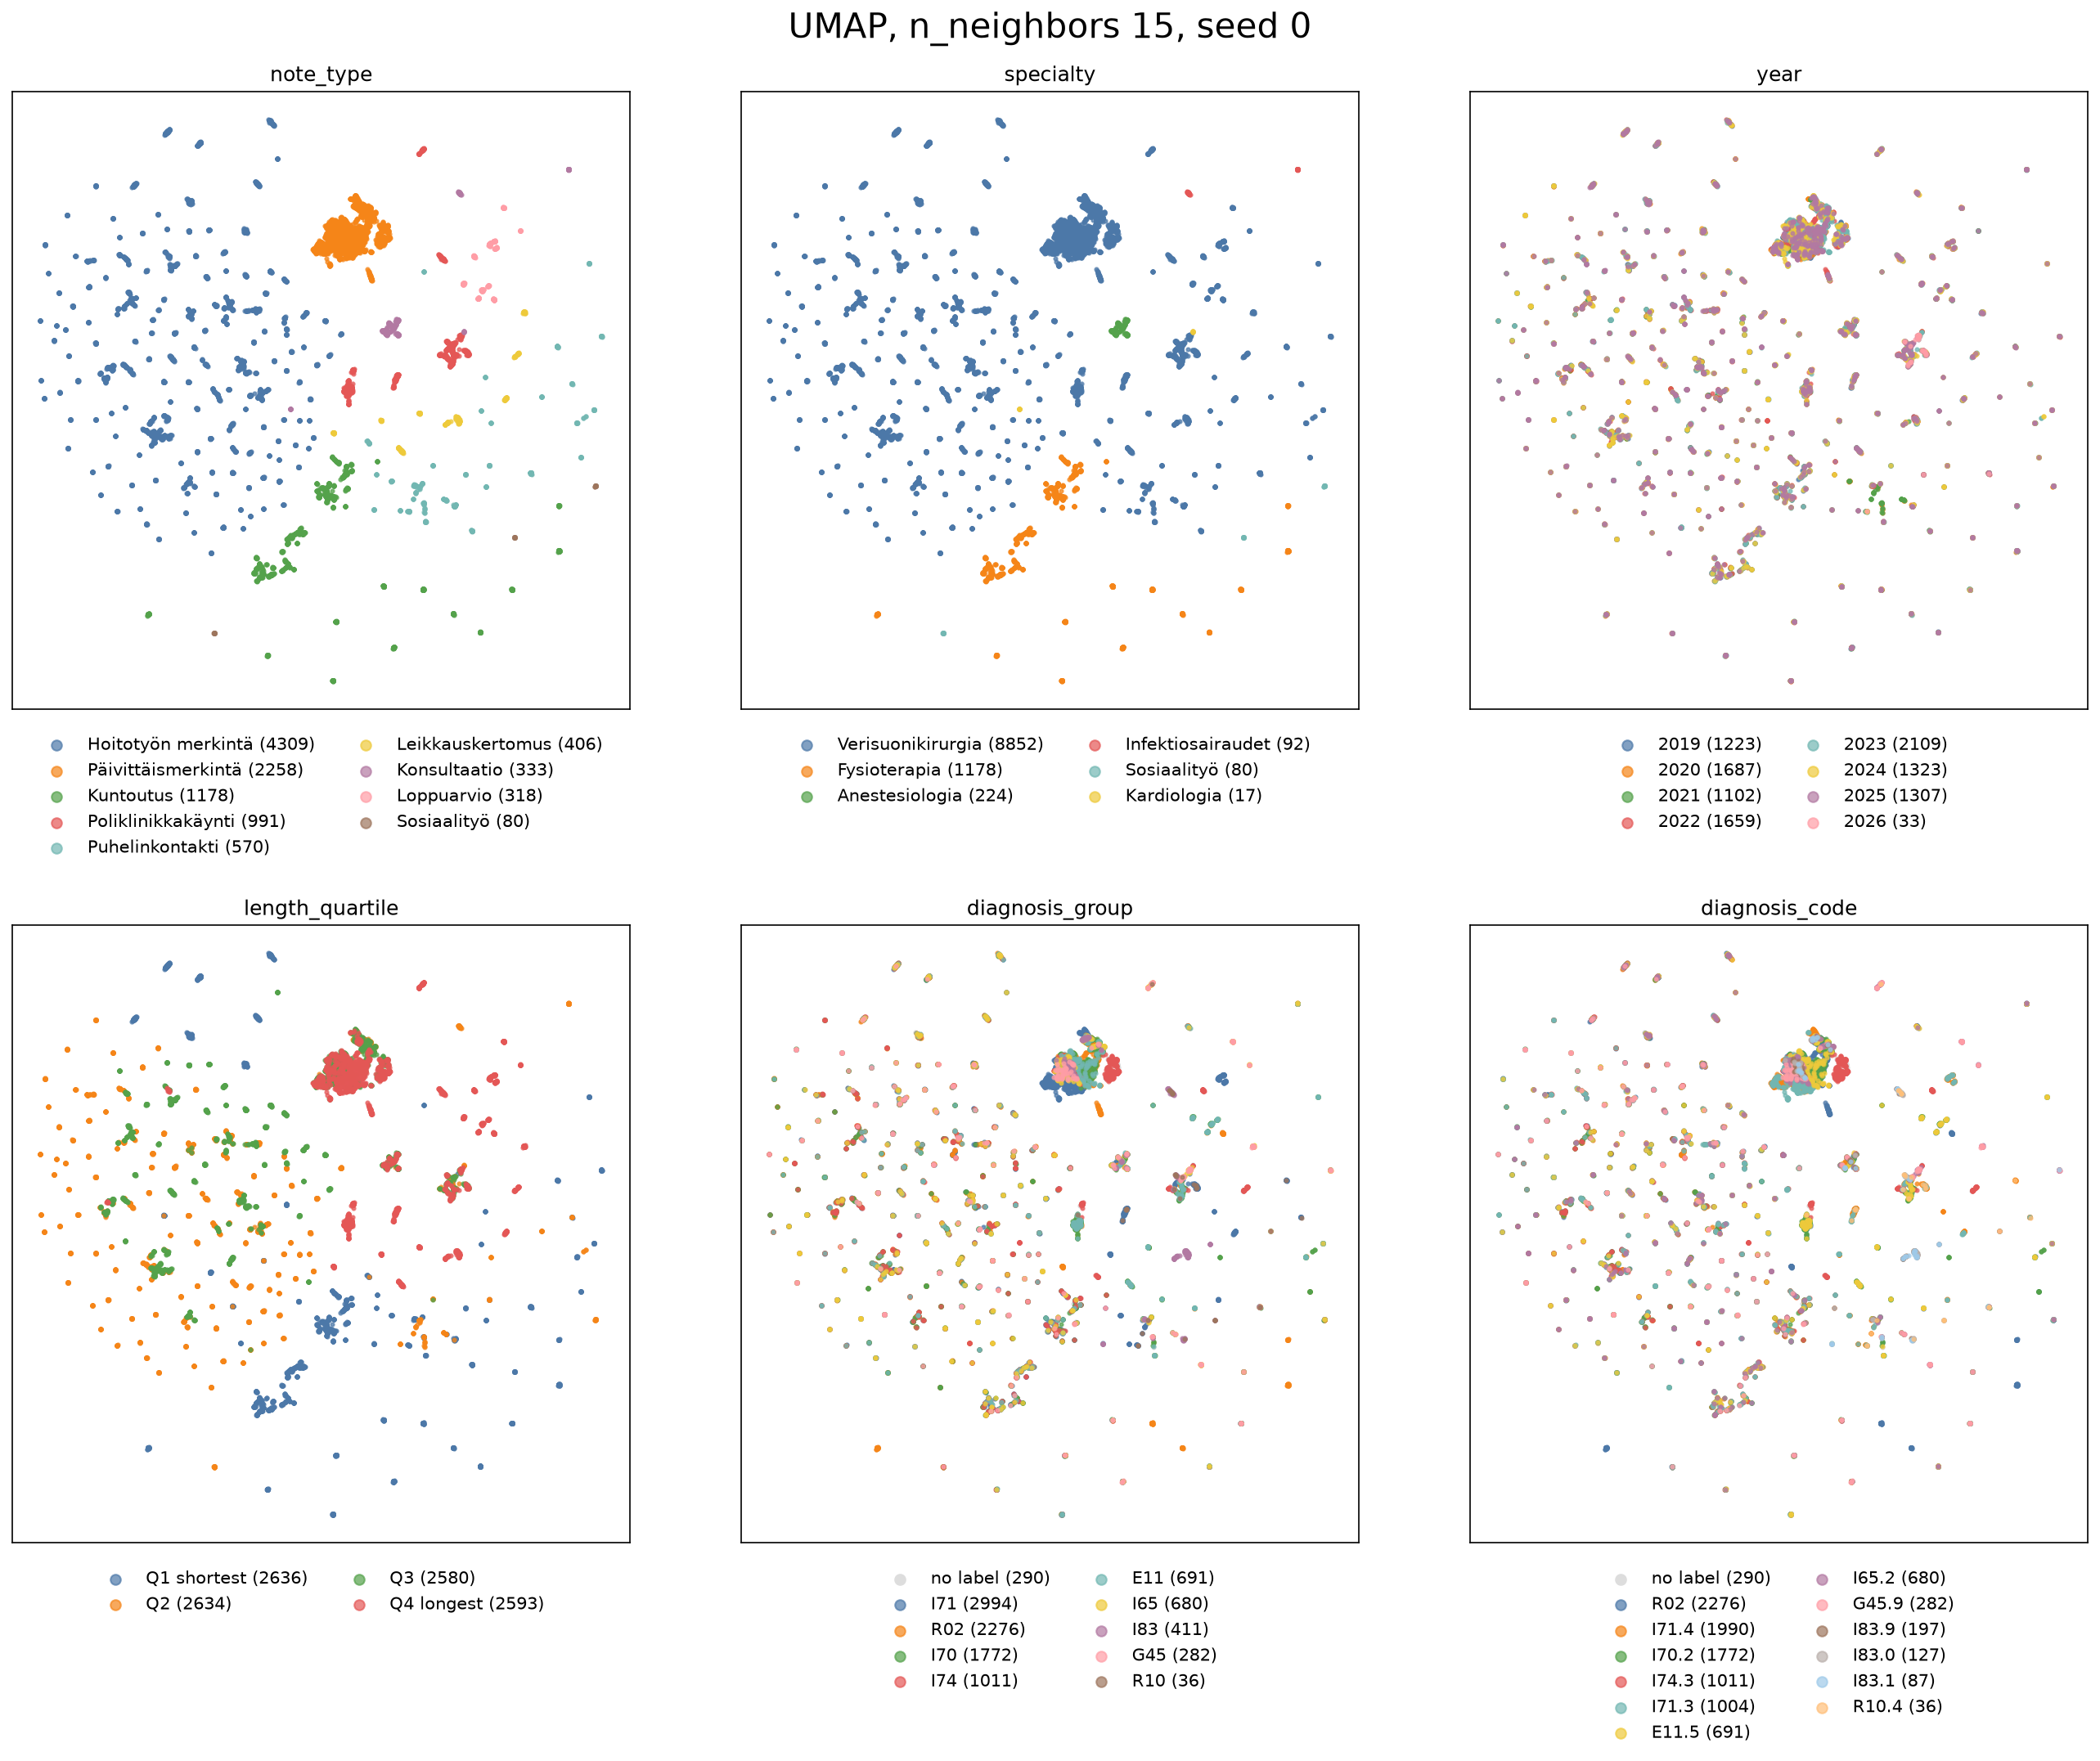 UMAP, n_neighbors 15, seed 0
note_type
specialty
year
Hoitotyön merkintä (4309)
Päivittäismerkintä (2258)
Kuntoutus (1178)
Poliklinikkakäynti (991)
Puhelinkontakti (570)
Leikkauskertomus (406)
Konsultaatio (333)
Loppuarvio (318)
Sosiaalityö (80)
Verisuonikirurgia (8852)
Fysioterapia (1178)
Anestesiologia (224)
Infektiosairaudet (92)
Sosiaalityö (80)
Kardiologia (17)
2019 (1223)
2020 (1687)
2021 (1102)
2022 (1659)
2023 (2109)
2024 (1323)
2025 (1307)
2026 (33)
length_quartile
diagnosis_group
diagnosis_code
Q1 shortest (2636)
Q2 (2634)
Q3 (2580)
Q4 longest (2593)
no label (290)
I71 (2994)
R02 (2276)
I70 (1772)
I74 (1011)
E11 (691)
I65 (680)
I83 (411)
G45 (282)
R10 (36)
no label (290)
R02 (2276)
I71.4 (1990)
I70.2 (1772)
I74.3 (1011)
I71.3 (1004)
E11.5 (691)
I65.2 (680)
G45.9 (282)
I83.9 (197)
I83.0 (127)
I83.1 (87)
R10.4 (36)